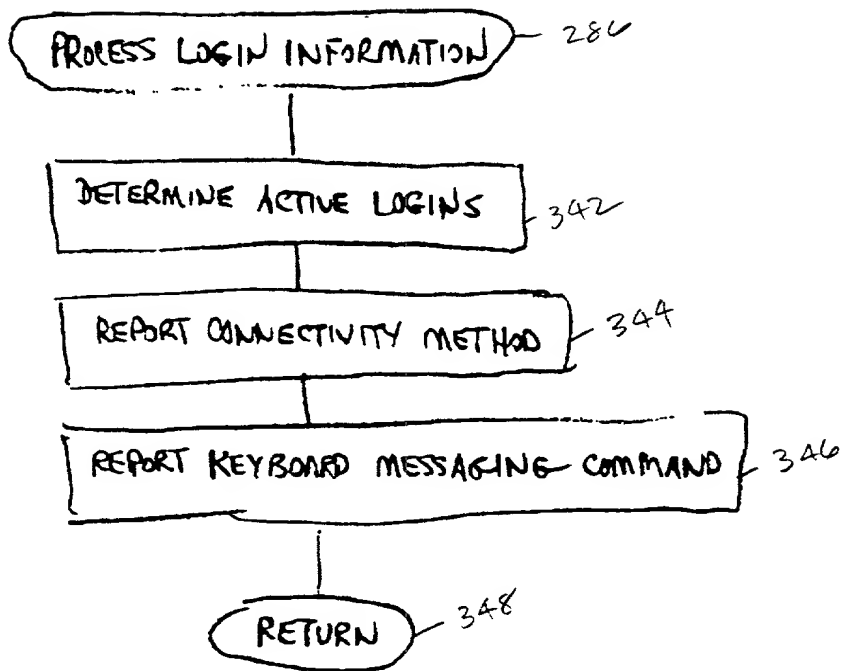 PROCESS LOGIN INFORMATION 286
DETERMINE ACTIVE LOGINS 342
REPORT CONNECTIVITY METHOD 344
REPORT KEYBOARD MESSAGING COMMAND 346
RETURN 348